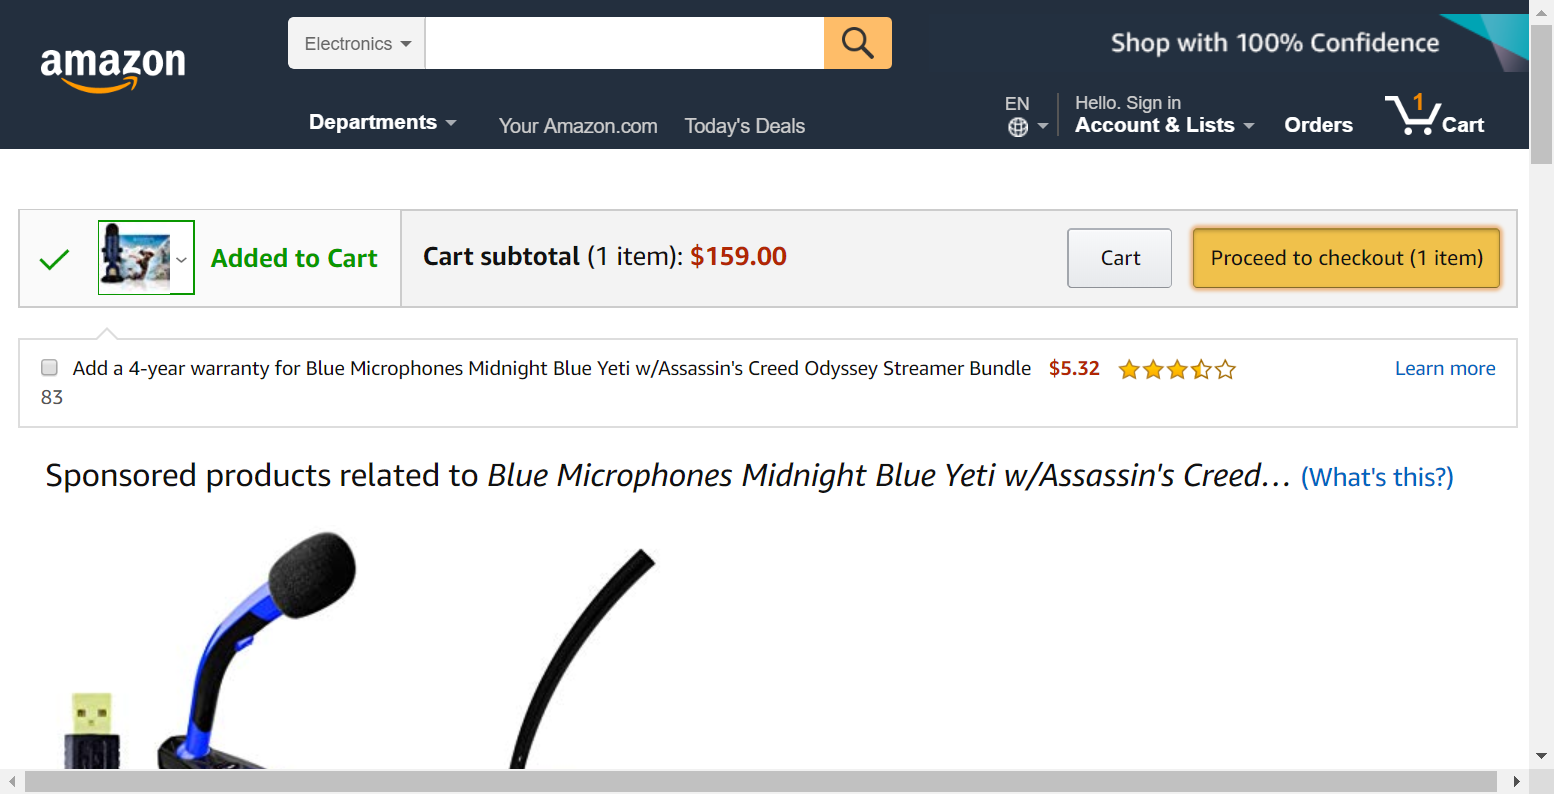 amazon
Electronics
Shop with 100% Confidence
Departments
Your Amazon.com
Today's Deals
EN
Hello. Sign in
Account & Lists
Orders
1
Cart
Added to Cart
Cart subtotal (1 item): $159.00
Cart
Proceed to checkout (1 item)
Add a 4-year warranty for Blue Microphones Midnight Blue Yeti w/Assassin's Creed Odyssey Streamer Bundle $5.32
Learn more
83
Sponsored products related to Blue Microphones Midnight Blue Yeti w/Assassin's Creed… (What's this?)